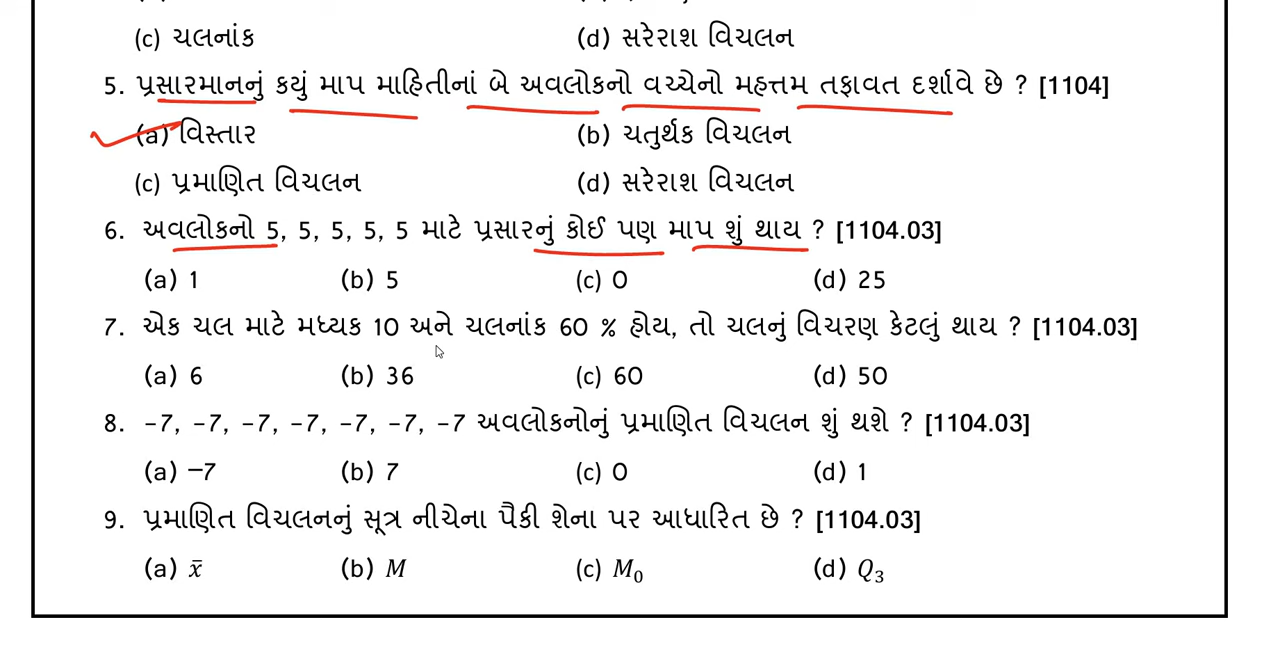 (c) ચલનાંક (d) સરેરાશ વિચલન
5. પ્રસારમાનનું કયું માપ માહિતીનાં બે અવલોકનો વચ્ચેનો મહત્તમ તફાવત દર્શાવે છે ? [1104]
(a) વિસ્તાર (b) ચતુર્થક વિચલન
(c) પ્રમાણિત વિચલન (d) સરેરાશ વિચલન
6. અવલોકનો 5, 5, 5, 5, 5 માટે પ્રસારનું કોઈ પણ માપ શું થાય ? [1104.03]
(a) 1 (b) 5 (c) 0 (d) 25
7. એક ચલ માટે મધ્યક 10 અને ચલનાંક 60 % હોય, તો ચલનું વિચરણ કેટલું થાય ? [1104.03]
(a) 6 (b) 36 (c) 60 (d) 50
8. –7, –7, –7, –7, –7, –7, –7 અવલોકનોનું પ્રમાણિત વિચલન શું થશે ? [1104.03]
(a) –7 (b) 7 (c) 0 (d) 1
9. પ્રમાણિત વિચલનનું સૂત્ર નીચેના પૈકી શેના પર આધારિત છે ? [1104.03]
(a) x̄ (b) M (c) M₀ (d) Q₃